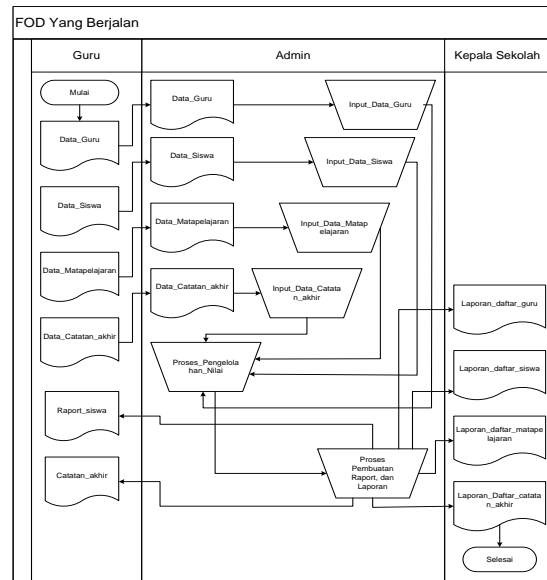 FOD Yang Berjalan
Guru
Admin
Kepala Sekolah
Mulai
Data_Guru
Data_Siswa
Data_Matapelajaran
Data_Catatan_akhir
Raport_siswa
Catatan_akhir
Data_Guru
Input_Data_Guru
Data_Siswa
Input_Data_Siswa
Data_Matapelajaran
Input_Data_Matap
elajaran
Data_Catatan_akhir
Input_Data_Catata
n_akhir
Proses_Pengelola
han_Nilai
Proses
Pembuatan
Raport, dan
Laporan
Laporan_daftar_guru
Laporan_daftar_siswa
Laporan_daftar_matape
lajaran
Laporan_Daftar_catata
n_akhir
Selesai